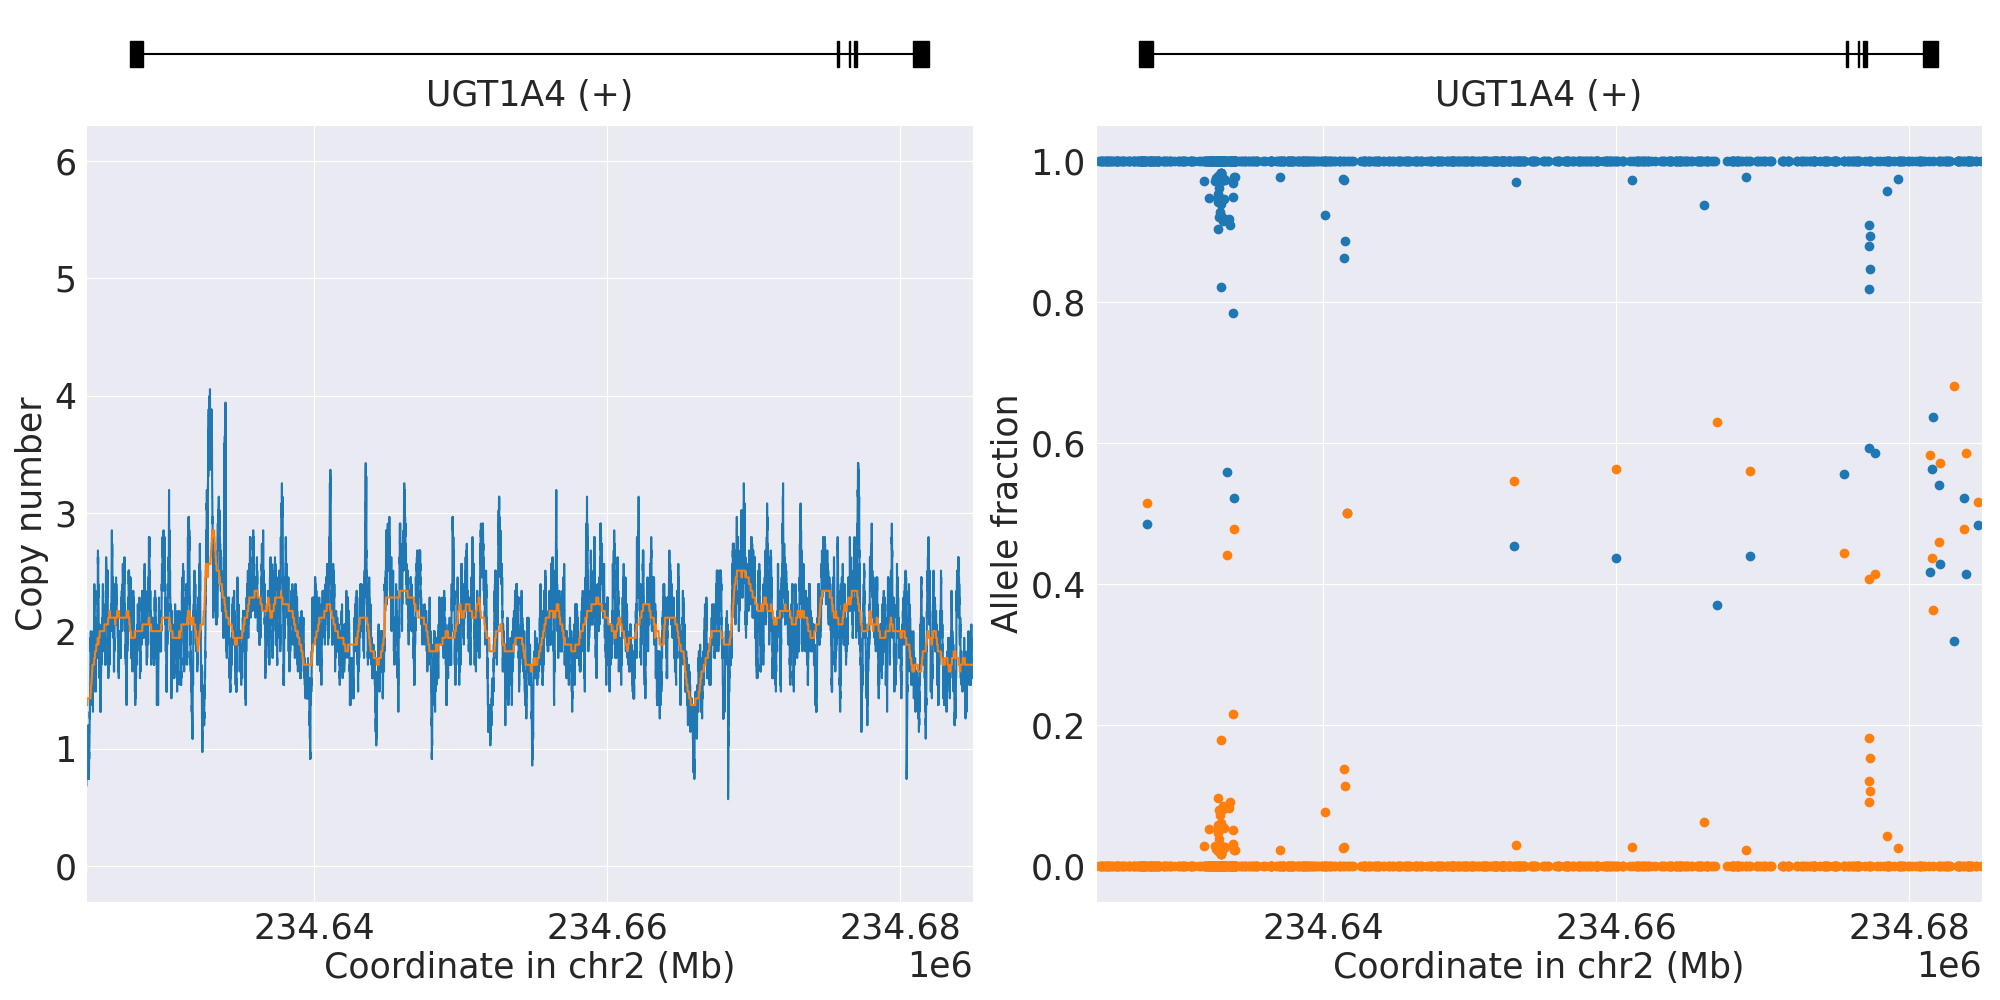 UGT1A4 (+)
Copy number
6
5
4
3
2
1
0
234.64
234.66
234.68
1e6
Coordinate in chr2 (Mb)
UGT1A4 (+)
Allele fraction
1.0
0.8
0.6
0.4
0.2
0.0
234.64
234.66
234.68
1e6
Coordinate in chr2 (Mb)